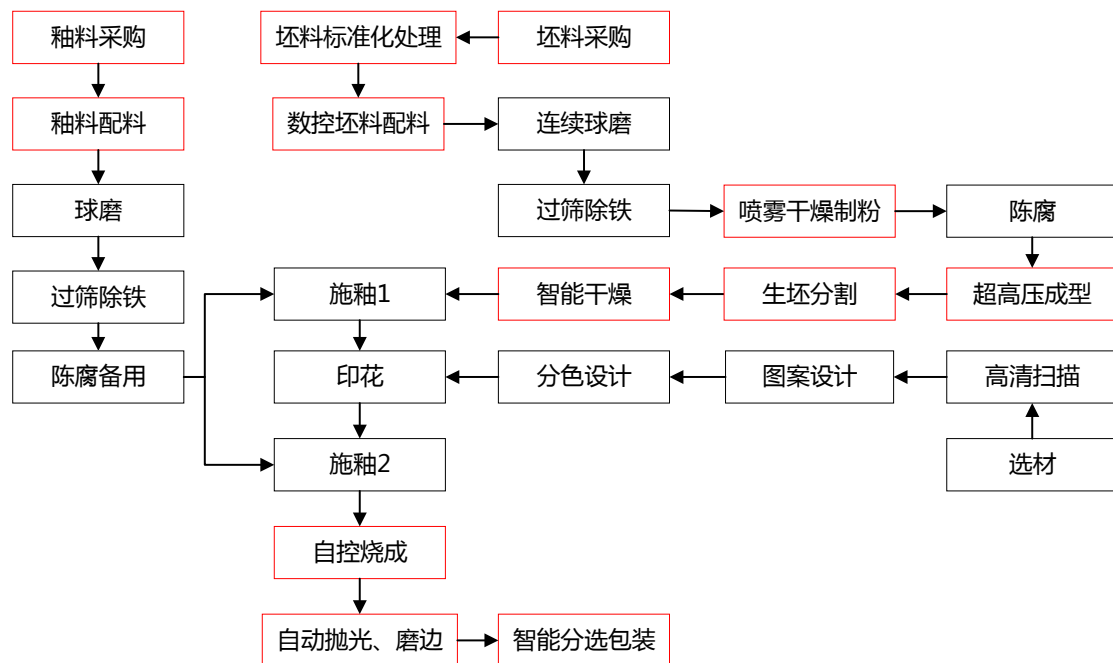 釉料采购
坯料标准化处理
坯料采购
釉料配料
数控坯料配料
连续球磨
球磨
过筛除铁
喷雾干燥制粉
陈腐
过筛除铁
施釉1
智能干燥
生坯分割
超高压成型
陈腐备用
印花
分色设计
图案设计
高清扫描
施釉2
选材
自控烧成
自动抛光、磨边
智能分选包装